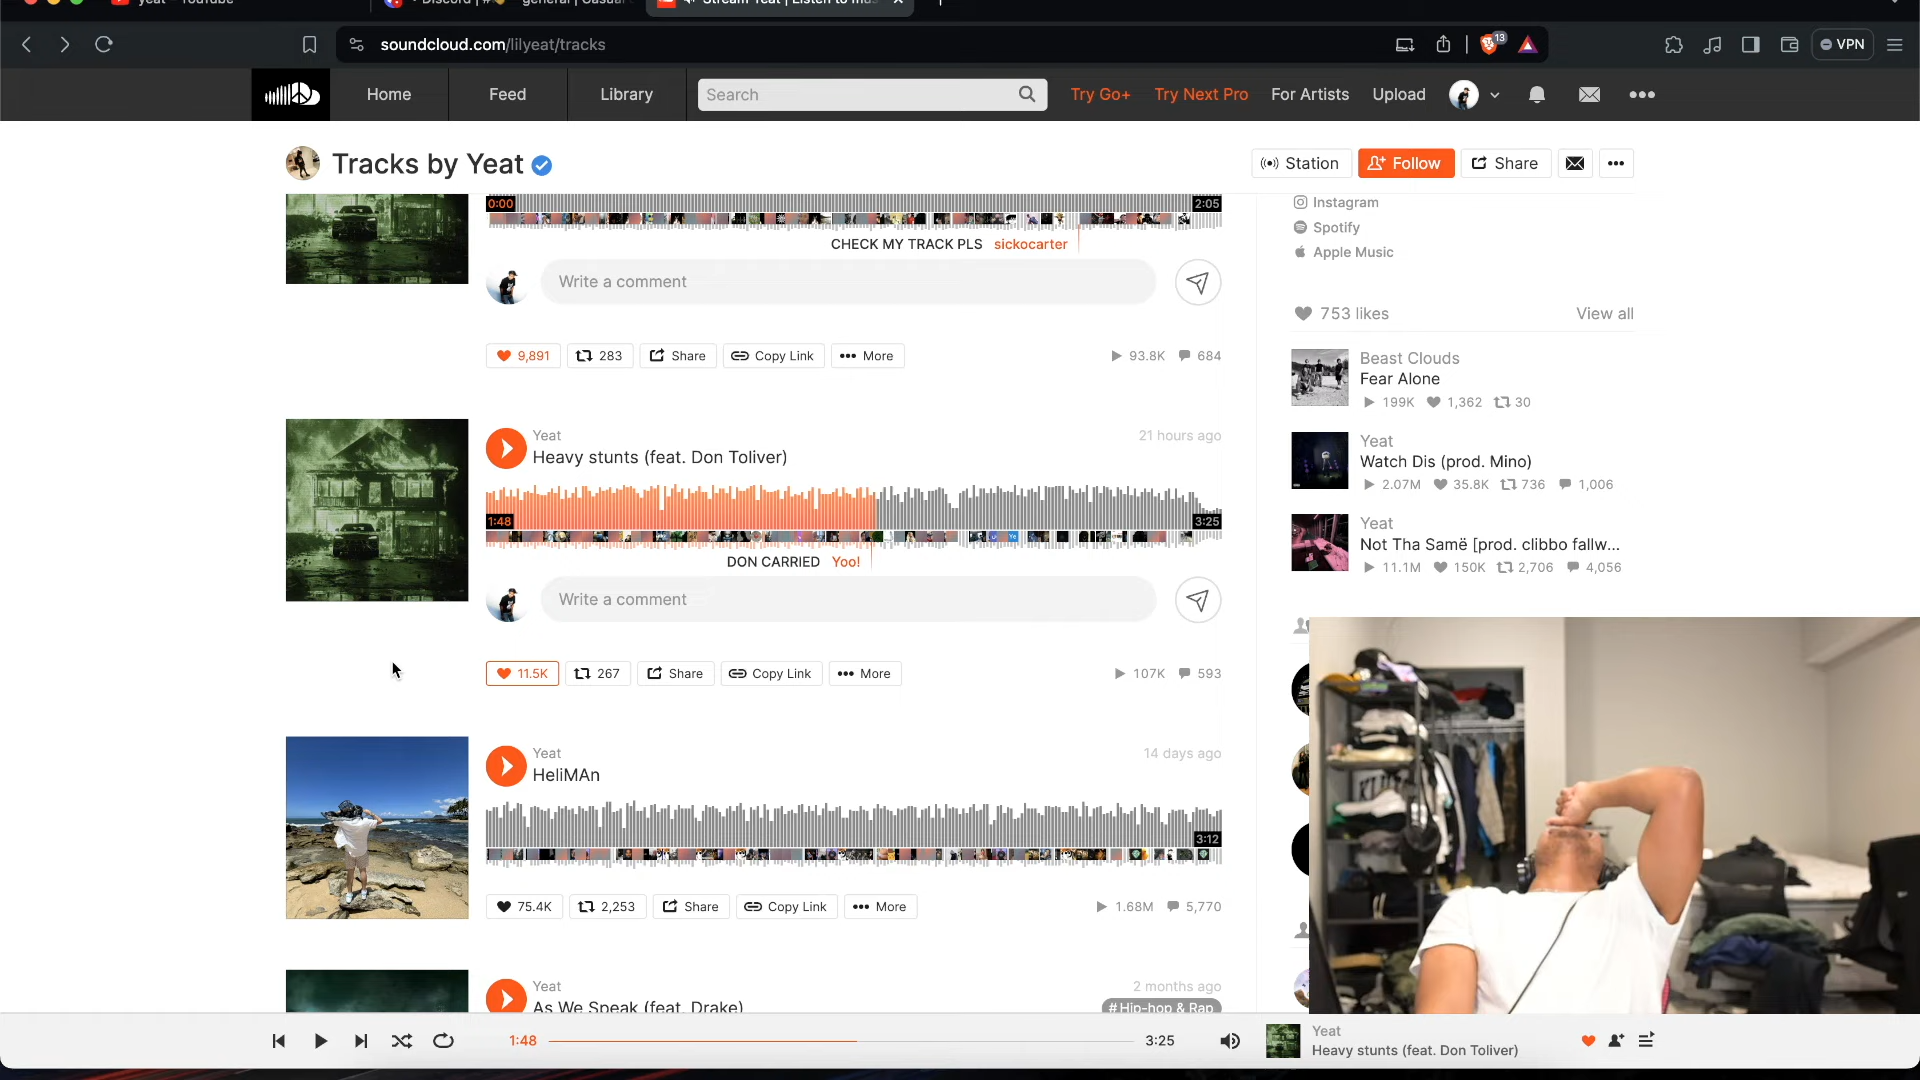 yeat - YouTube
soundcloud.com/lilyeat/tracks
13
VPN
Home
Feed
Library
Search
Try Go+
Try Next Pro
For Artists
Upload
Tracks by Yeat
Station
Follow
Share
0:00
2:05
CHECK MY TRACK PLS sickocarter
Write a comment
9,891
283
Share
Copy Link
More
93.8K
684
Yeat
21 hours ago
Heavy stunts (feat. Don Toliver)
1:48
3:25
DON CARRIED Yoo!
Write a comment
11.5K
267
Share
Copy Link
More
107K
593
Yeat
14 days ago
HeliMAn
3:12
75.4K
2,253
Share
Copy Link
More
1.68M
5,770
Yeat
2 months ago
As We Speak (feat. Drake)
#Hip-hop & Rap
Instagram
Spotify
Apple Music
753 likes
View all
Beast Clouds
Fear Alone
199K 1,362 30
Yeat
Watch Dis (prod. Mino)
2.07M 35.8K 736 1,006
Yeat
Not Tha Samë [prod. clibbo fallw...
11.1M 150K 2,706 4,056
1:48
3:25
Yeat
Heavy stunts (feat. Don Toliver)